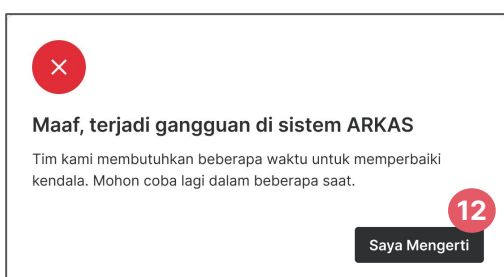 Maaf, terjadi gangguan di sistem ARKAS
Tim kami membutuhkan beberapa waktu untuk memperbaiki
kendala. Mohon coba lagi dalam beberapa saat.
12
Saya Mengerti